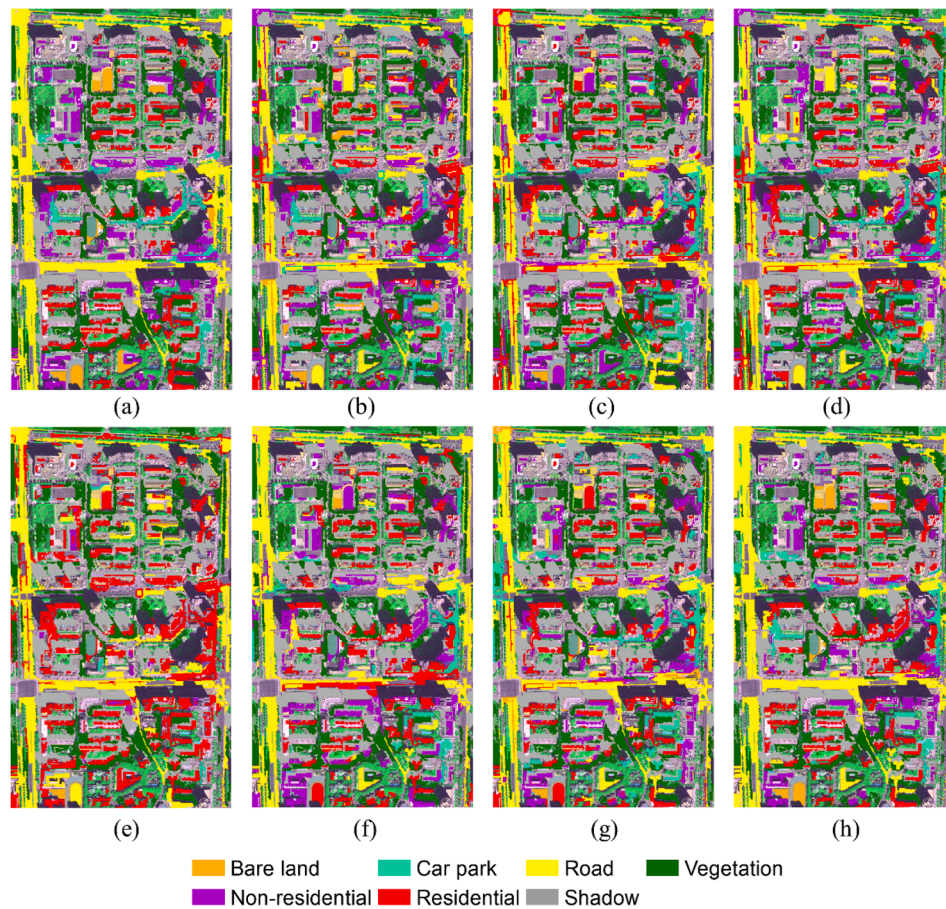 (a) (b) (c) (d)
(e) (f) (g) (h)
Bare land Car park Road Vegetation
Non-residential Residential Shadow